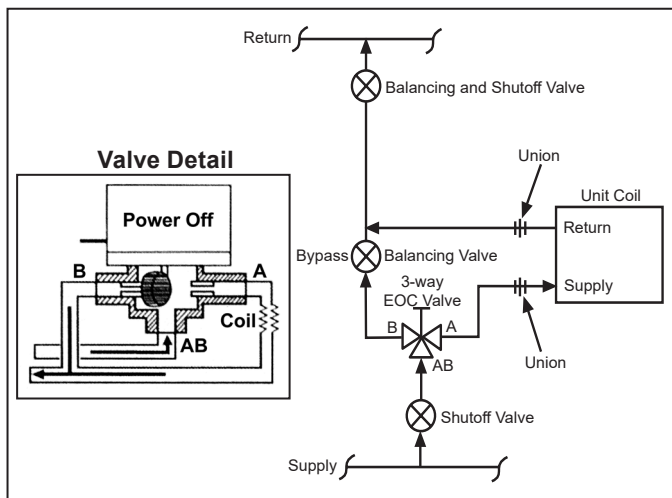 Return
Balancing and Shutoff Valve
Valve Detail
Union
Power Off
Unit Coil
Return
Bypass
Balancing Valve
B
A
3-way
EOC Valve
Supply
Coil
B
A
AB
AB
Union
Shutoff Valve
Supply